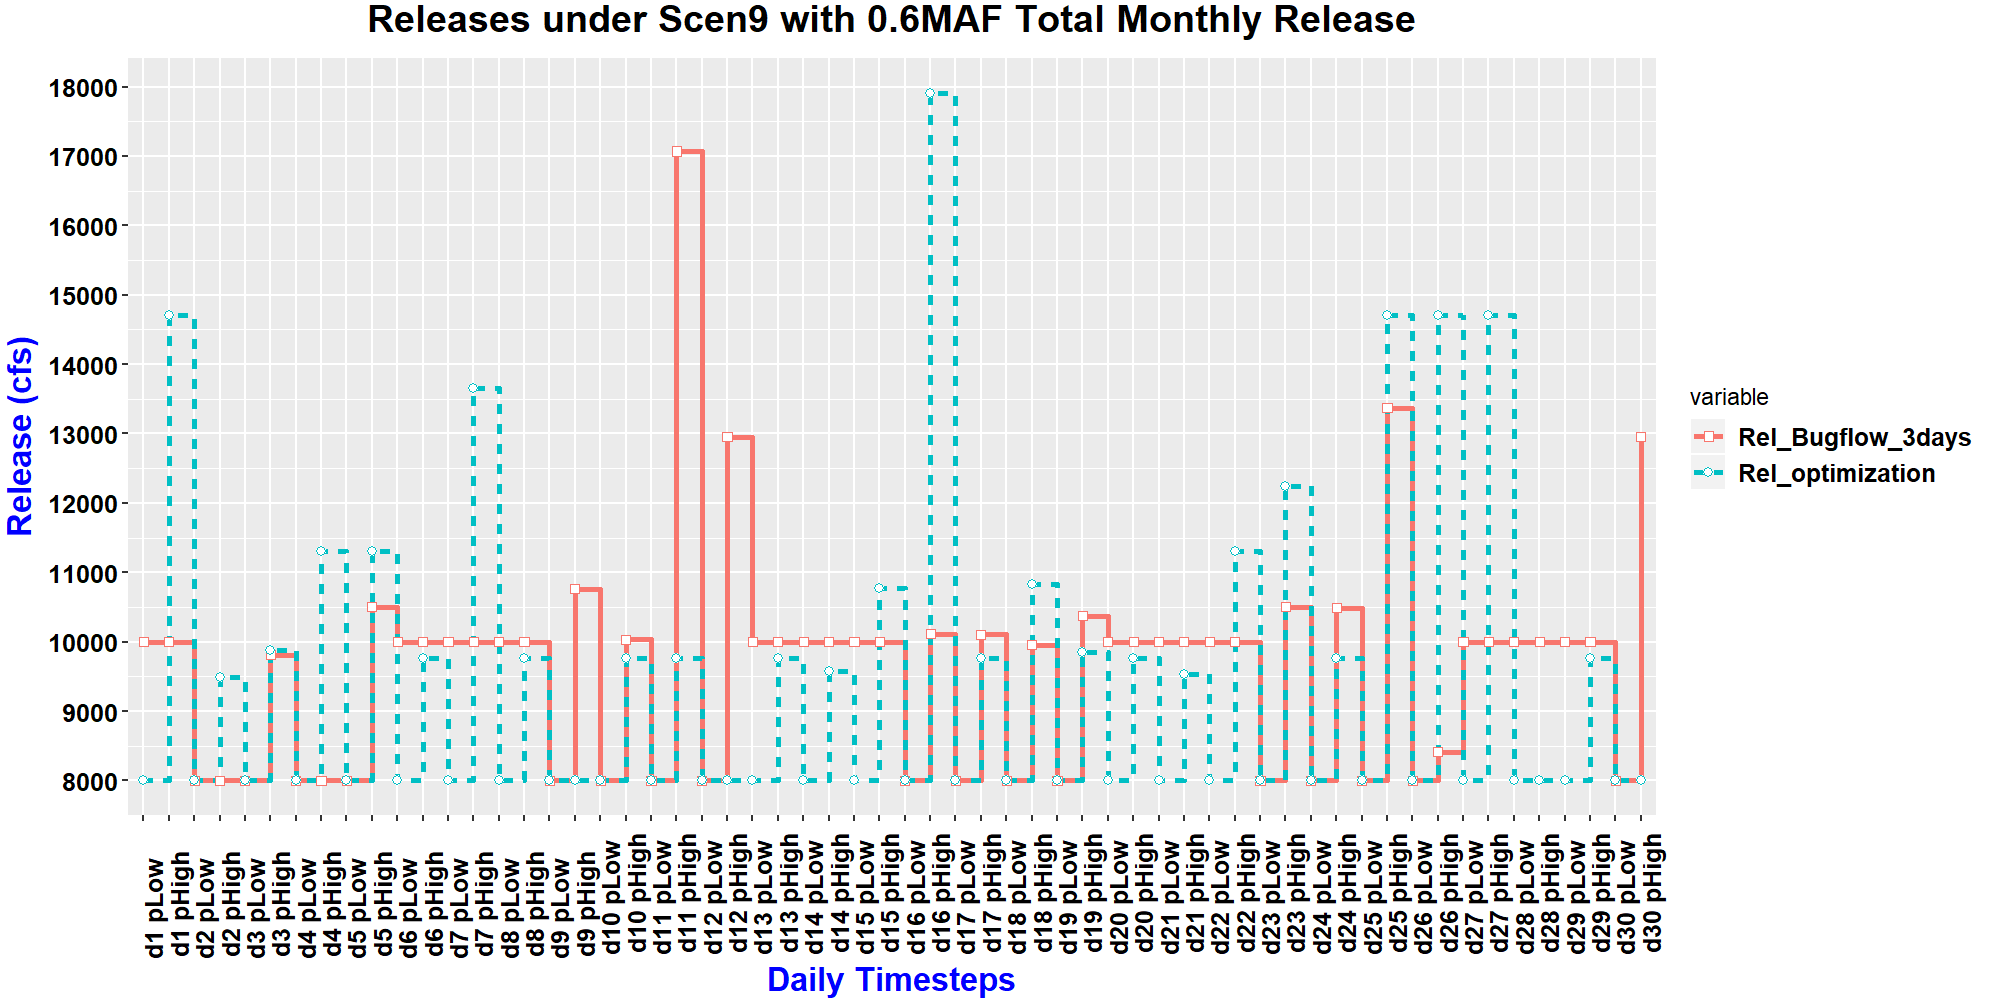 Releases under Scen9 with 0.6MAF Total Monthly Release
18000
17000
16000
15000
14000
13000
12000
11000
10000
9000
8000
Release (cfs)
d1 pLow
d1 pHigh
d2 pLow
d2 pHigh
d3 pLow
d3 pHigh
d4 pLow
d4 pHigh
d5 pLow
d5 pHigh
d6 pLow
d6 pHigh
d7 pLow
d7 pHigh
d8 pLow
d8 pHigh
d9 pLow
d9 pHigh
d10 pLow
d10 pHigh
d11 pLow
d11 pHigh
d12 pLow
d12 pHigh
d13 pLow
d13 pHigh
d14 pLow
d14 pHigh
d15 pLow
d15 pHigh
d16 pLow
d16 pHigh
d17 pLow
d17 pHigh
d18 pLow
d18 pHigh
d19 pLow
d19 pHigh
d20 pLow
d20 pHigh
d21 pLow
d21 pHigh
d22 pLow
d22 pHigh
d23 pLow
d23 pHigh
d24 pLow
d24 pHigh
d25 pLow
d25 pHigh
d26 pLow
d26 pHigh
d27 pLow
d27 pHigh
d28 pLow
d28 pHigh
d29 pLow
d29 pHigh
d30 pLow
d30 pHigh
Daily Timesteps
variable
Rel_Bugflow_3days
Rel_optimization